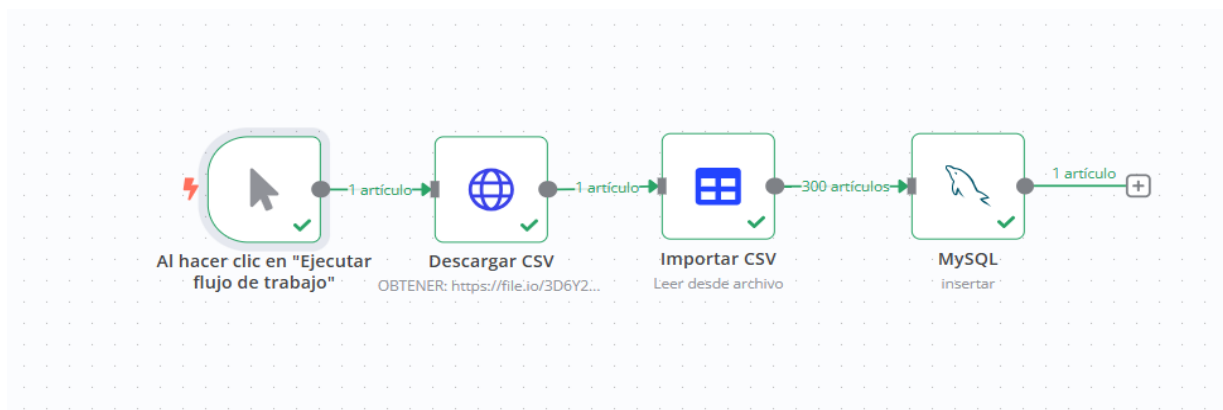 1 artículo
1 artículo
300 artículos
1 artículo
Al hacer clic en "Ejecutar
flujo de trabajo"
Descargar CSV
OBTENER: https://file.io/3D6Y2...
Importar CSV
Leer desde archivo
MySQL
insertar